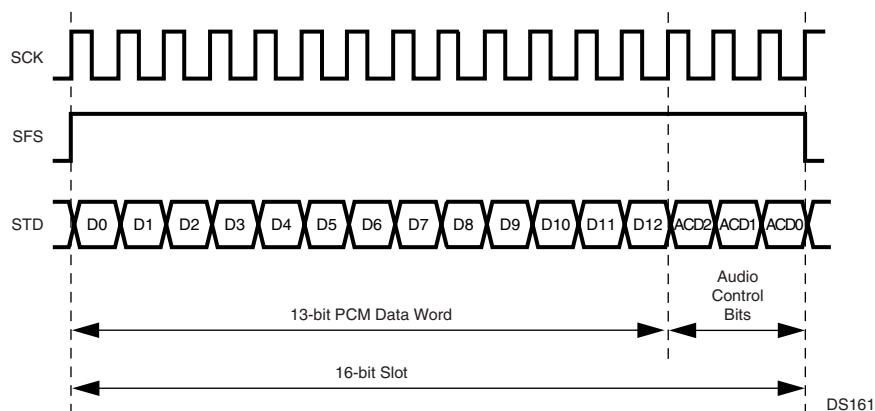 SCK
SFS
STD
D0 D1 D2 D3 D4 D5 D6 D7 D8 D9 D10 D11 D12 ACD2 ACD1 ACD0
13-bit PCM Data Word
Audio
Control
Bits
16-bit Slot
DS161